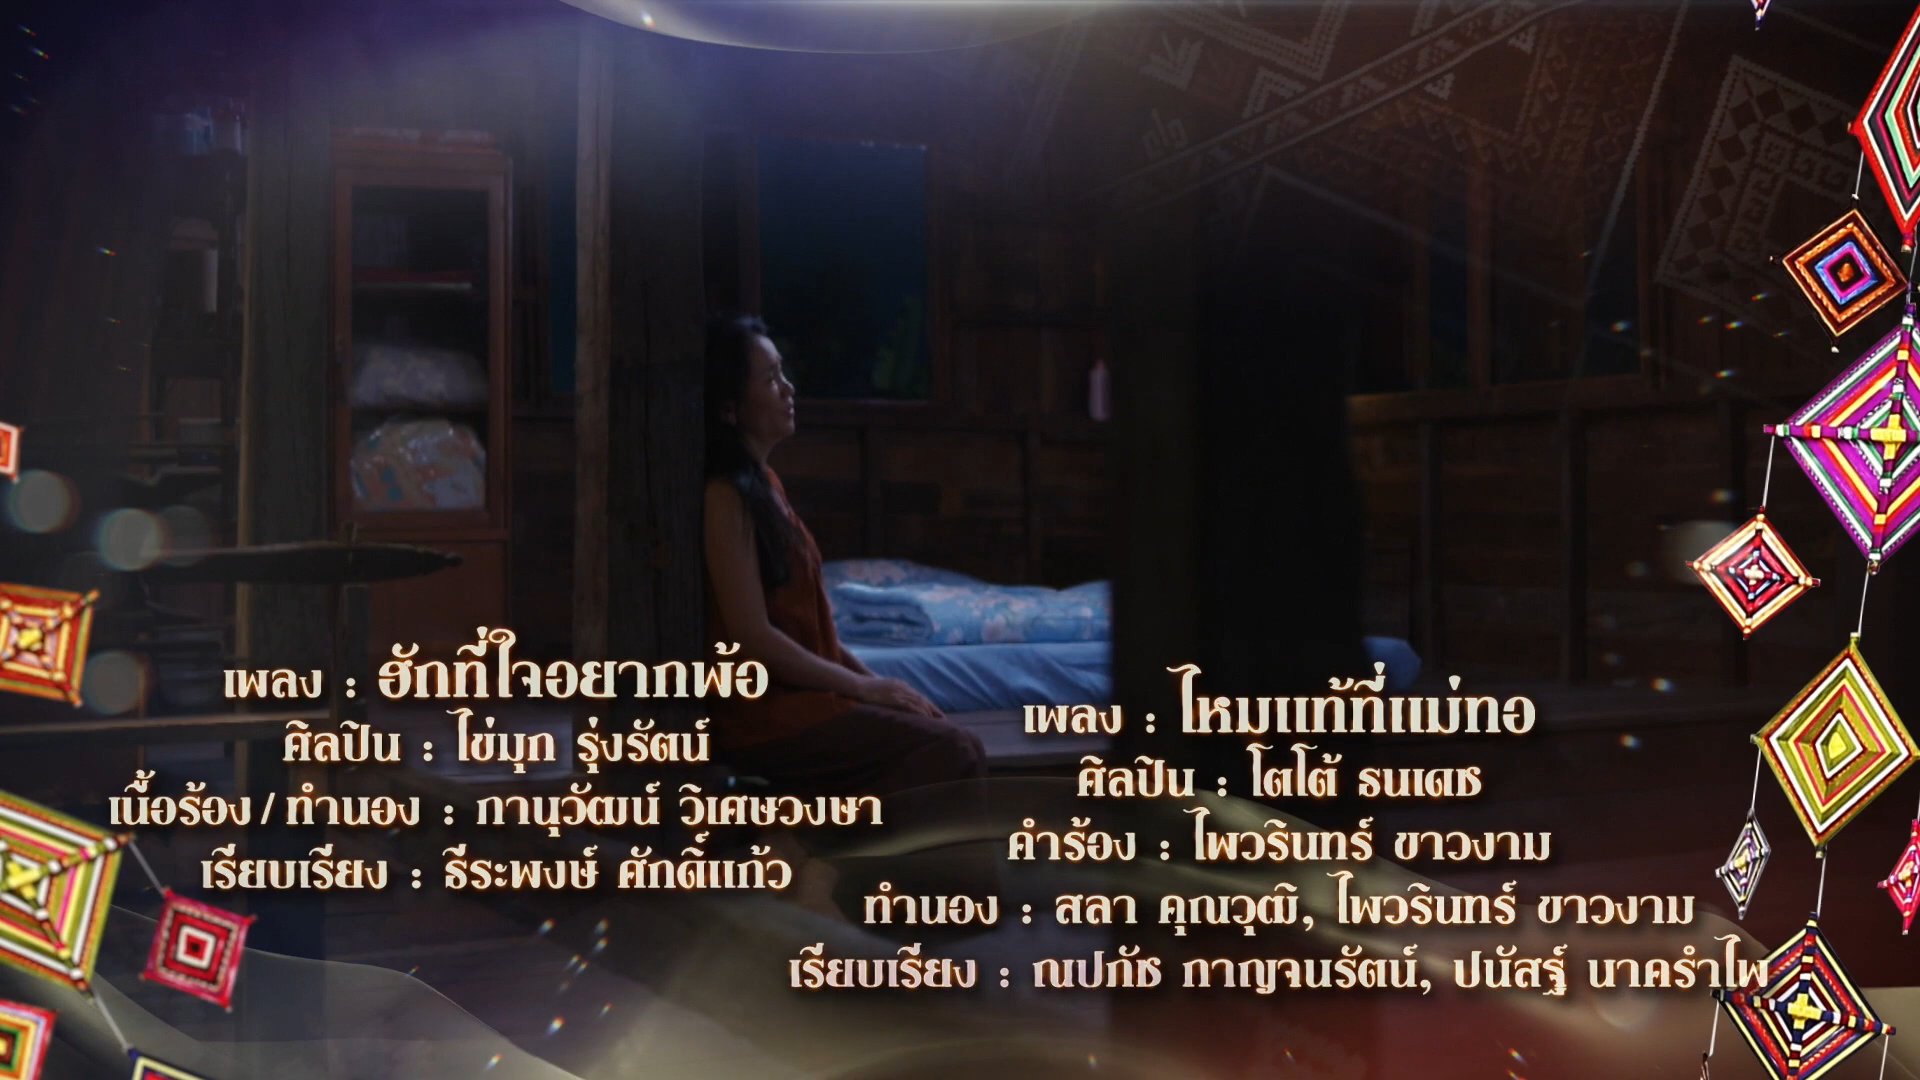 เพลง : ฮักที่ใจอยากพ้อ
ศิลปิน : ไข่มุก รุ่งรัตน์
เนื้อร้อง / ทำนอง : กานุวัฒน์ วิเศษวงษา
เรียบเรียง : ธีระพงษ์ ศักดิ์แก้ว
เพลง : ไหมแท้ที่แม่ทอ
ศิลปิน : โตโต้ ธนเดช
คำร้อง : ไพวรินทร์ ขาวงาม
ทำนอง : สลา คุณวุฒิ, ไพวรินทร์ ขาวงาม
เรียบเรียง : ณปภัช กาญจนรัตน์, ปนัสฐ์ นาครำไพ